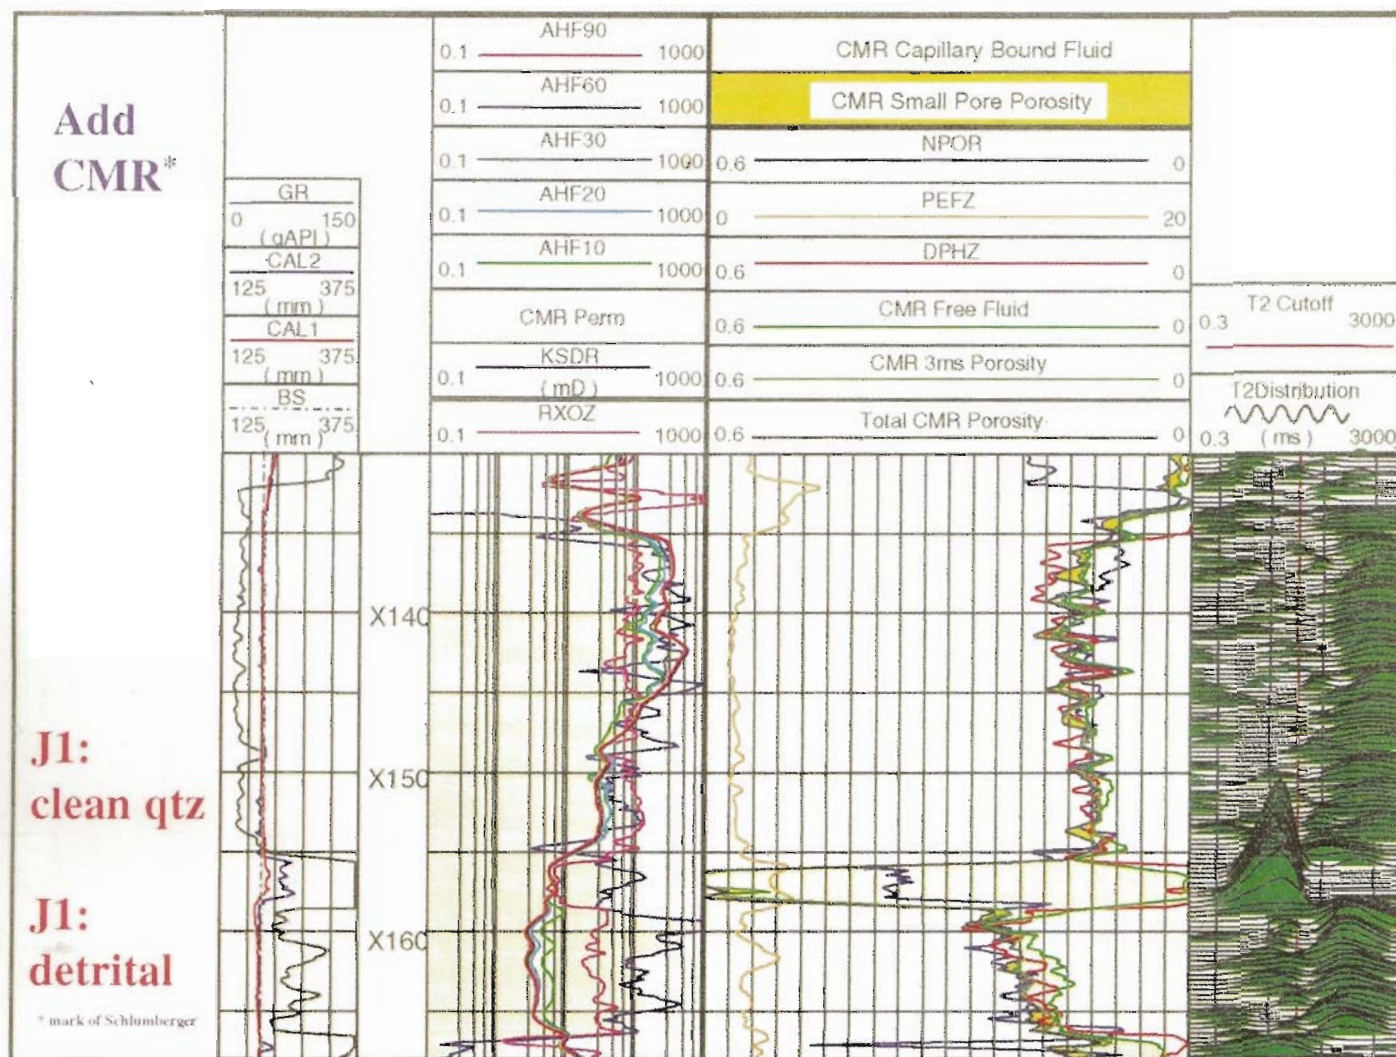 Add
CMR*
GR
0 150
( gAPI )
CAL2
125 375
( mm )
CAL1
125 375
( mm )
BS
125 375
( mm )
AHF90
0.1 1000
AHF60
0.1 1000
AHF30
0.1 1000
AHF20
0.1 1000
AHF10
0.1 1000
CMR Perm
KSDR
0.1 1000
( mD )
RXOZ
0.1 1000
CMR Capillary Bound Fluid
CMR Small Pore Porosity
NPOR
0.6 0
PEFZ
0 20
DPHZ
0.6 0
CMR Free Fluid
0.6 0
CMR 3ms Porosity
0.6 0
Total CMR Porosity
0.6 0
T2 Cutoff
0.3 3000
T2Distribution
0.3 ( ms ) 3000
X140
X150
X160
J1:
clean qtz
J1:
detrital
* mark of Schlumberger